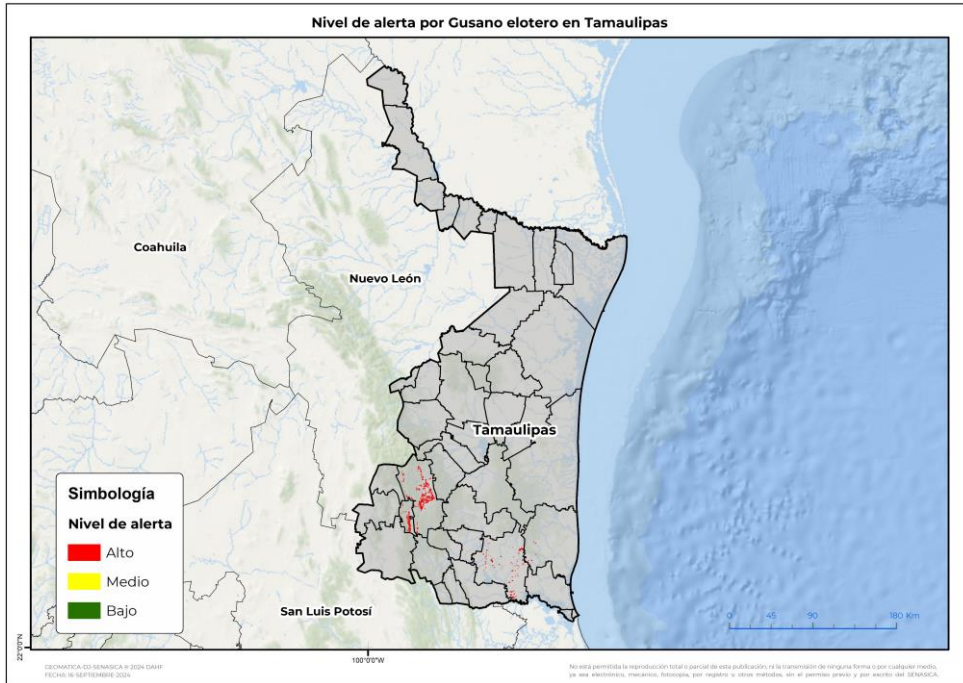 Nivel de alerta por Gusano elotero en Tamaulipas
Coahuila
Nuevo León
Tamaulipas
San Luis Potosí
Simbología
Nivel de alerta
Alto
Medio
Bajo
0 45 90 180 Km
22°0'0"N
100°0'0"W
GEOMATICA-DJ-SENASICA ® 2024 DAHF
FECHA: 16-SEPTIEMBRE 2024
No está permitida la reproducción total o parcial de esta publicación, ni la transmisión de ninguna forma o por cualquier medio,
ya sea electrónico, mecánico, fotocopia, por registro u otros métodos, sin el permiso previo y por escrito del SENASICA.